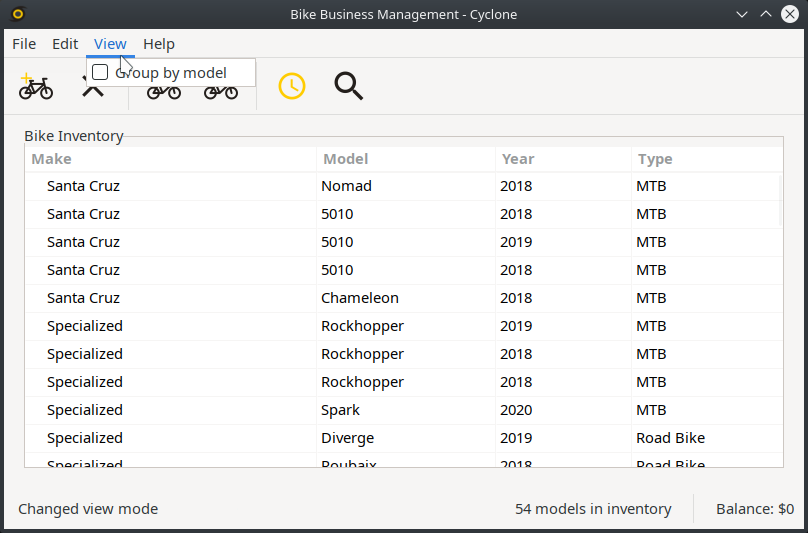 Bike Business Management - Cyclone
File Edit View Help
Group by model
Bike Inventory
Make Model Year Type
Santa Cruz Nomad 2018 MTB
Santa Cruz 5010 2018 MTB
Santa Cruz 5010 2019 MTB
Santa Cruz 5010 2018 MTB
Santa Cruz Chameleon 2018 MTB
Specialized Rockhopper 2019 MTB
Specialized Rockhopper 2018 MTB
Specialized Rockhopper 2018 MTB
Specialized Spark 2020 MTB
Specialized Diverge 2019 Road Bike
Specialized Roubaix 2018 Road Bike
Changed view mode 54 models in inventory Balance: $0